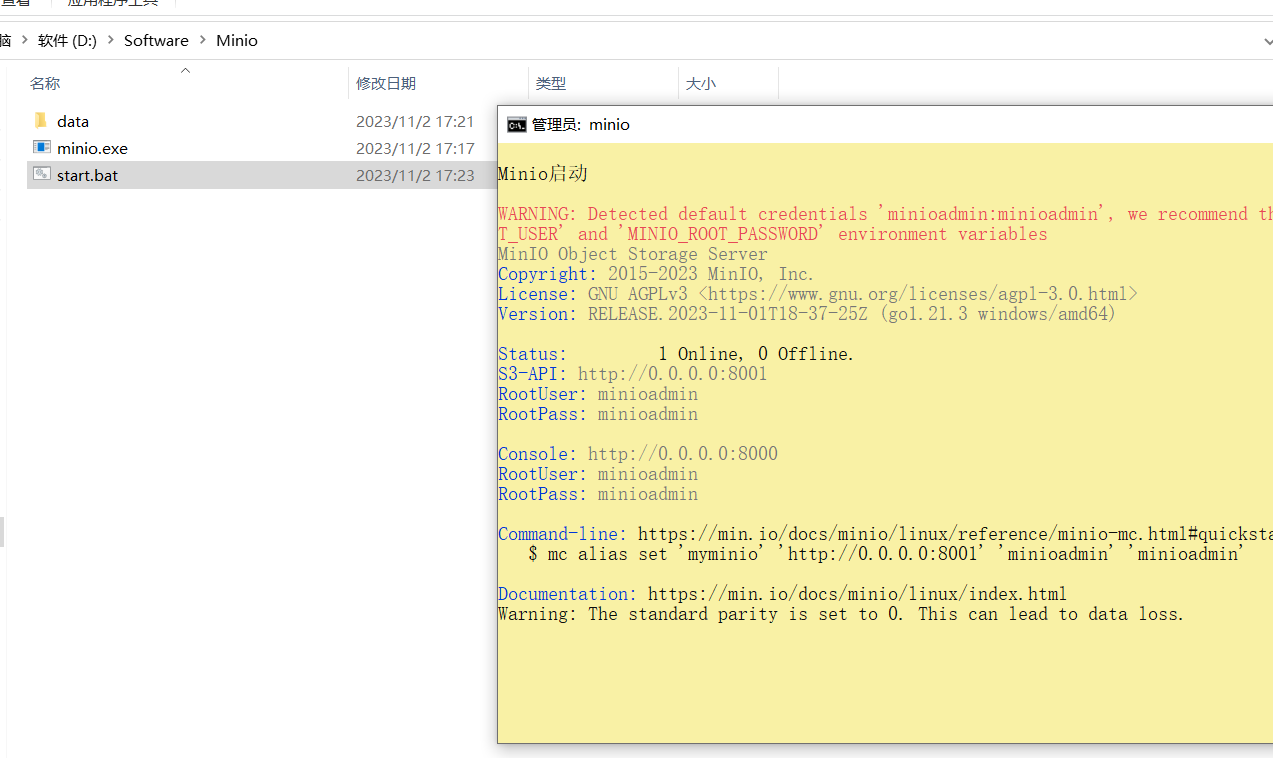 查看
应用程序工具
脑 > 软件 (D:) > Software > Minio
名称 修改日期 类型 大小
data 2023/11/2 17:21
minio.exe 2023/11/2 17:17
start.bat 2023/11/2 17:23
管理员: minio
Minio启动
WARNING: Detected default credentials 'minioadmin:minioadmin', we recommend th
T_USER' and 'MINIO_ROOT_PASSWORD' environment variables
MinIO Object Storage Server
Copyright: 2015-2023 MinIO, Inc.
License: GNU AGPLv3 <https://www.gnu.org/licenses/agpl-3.0.html>
Version: RELEASE.2023-11-01T18-37-25Z (go1.21.3 windows/amd64)
Status: 1 Online, 0 Offline.
S3-API: http://0.0.0.0:8001
RootUser: minioadmin
RootPass: minioadmin
Console: http://0.0.0.0:8000
RootUser: minioadmin
RootPass: minioadmin
Command-line: https://min.io/docs/minio/linux/reference/minio-mc.html#quicksta
$ mc alias set 'myminio' 'http://0.0.0.0:8001' 'minioadmin' 'minioadmin'
Documentation: https://min.io/docs/minio/linux/index.html
Warning: The standard parity is set to 0. This can lead to data loss.